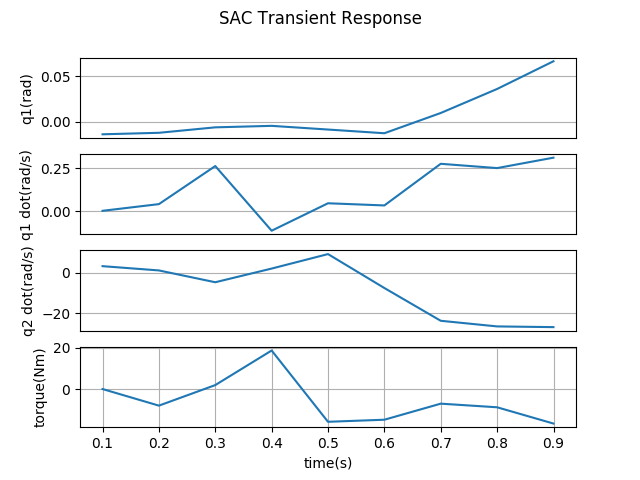 SAC Transient Response
q1(rad)
0.05
0.00
q1 dot(rad/s)
0.25
0.00
q2 dot(rad/s)
0
−20
torque(Nm)
20
0
0.1 0.2 0.3 0.4 0.5 0.6 0.7 0.8 0.9
time(s)